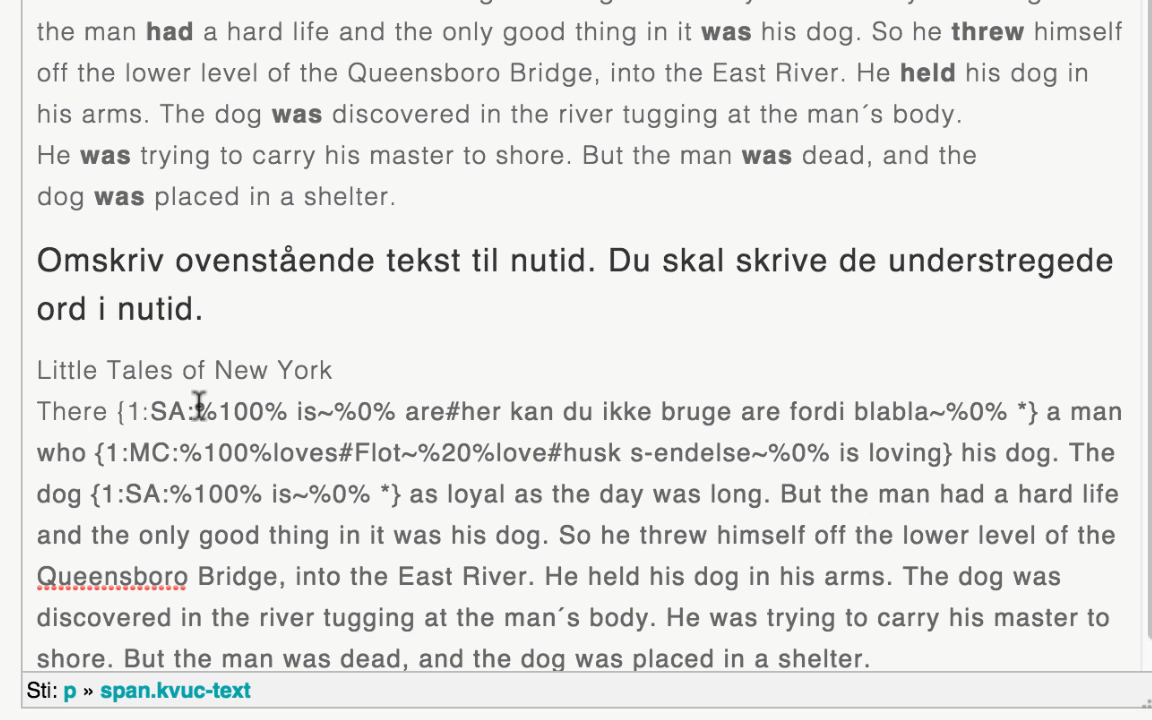 the man had a hard life and the only good thing in it was his dog. So he threw himself
off the lower level of the Queensboro Bridge, into the East River. He held his dog in
his arms. The dog was discovered in the river tugging at the man´s body.
He was trying to carry his master to shore. But the man was dead, and the
dog was placed in a shelter.
Omskriv ovenstående tekst til nutid. Du skal skrive de understregede
ord i nutid.
Little Tales of New York
There {1:SA:%100% is~%0% are#her kan du ikke bruge are fordi blabla~%0% *} a man
who {1:MC:%100%loves#Flot~%20%love#husk s-endelse~%0% is loving} his dog. The
dog {1:SA:%100% is~%0% *} as loyal as the day was long. But the man had a hard life
and the only good thing in it was his dog. So he threw himself off the lower level of the
Queensboro Bridge, into the East River. He held his dog in his arms. The dog was
discovered in the river tugging at the man´s body. He was trying to carry his master to
shore. But the man was dead, and the dog was placed in a shelter.
Sti: p » span.kvuc-text